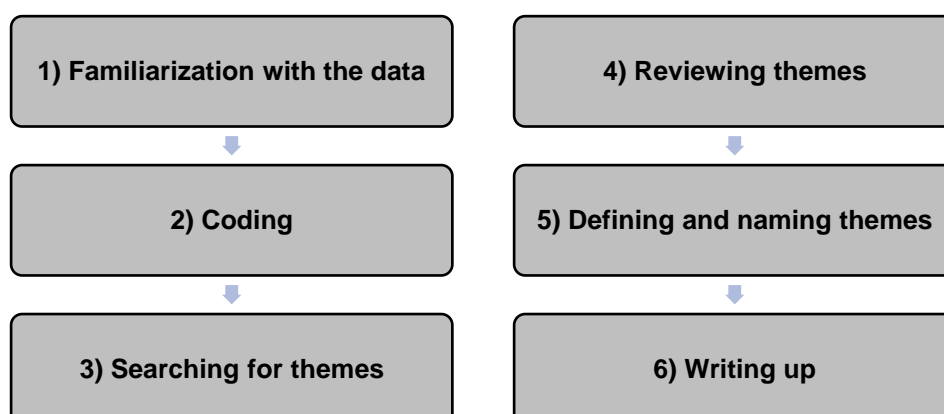 1) Familiarization with the data
2) Coding
3) Searching for themes
4) Reviewing themes
5) Defining and naming themes
6) Writing up